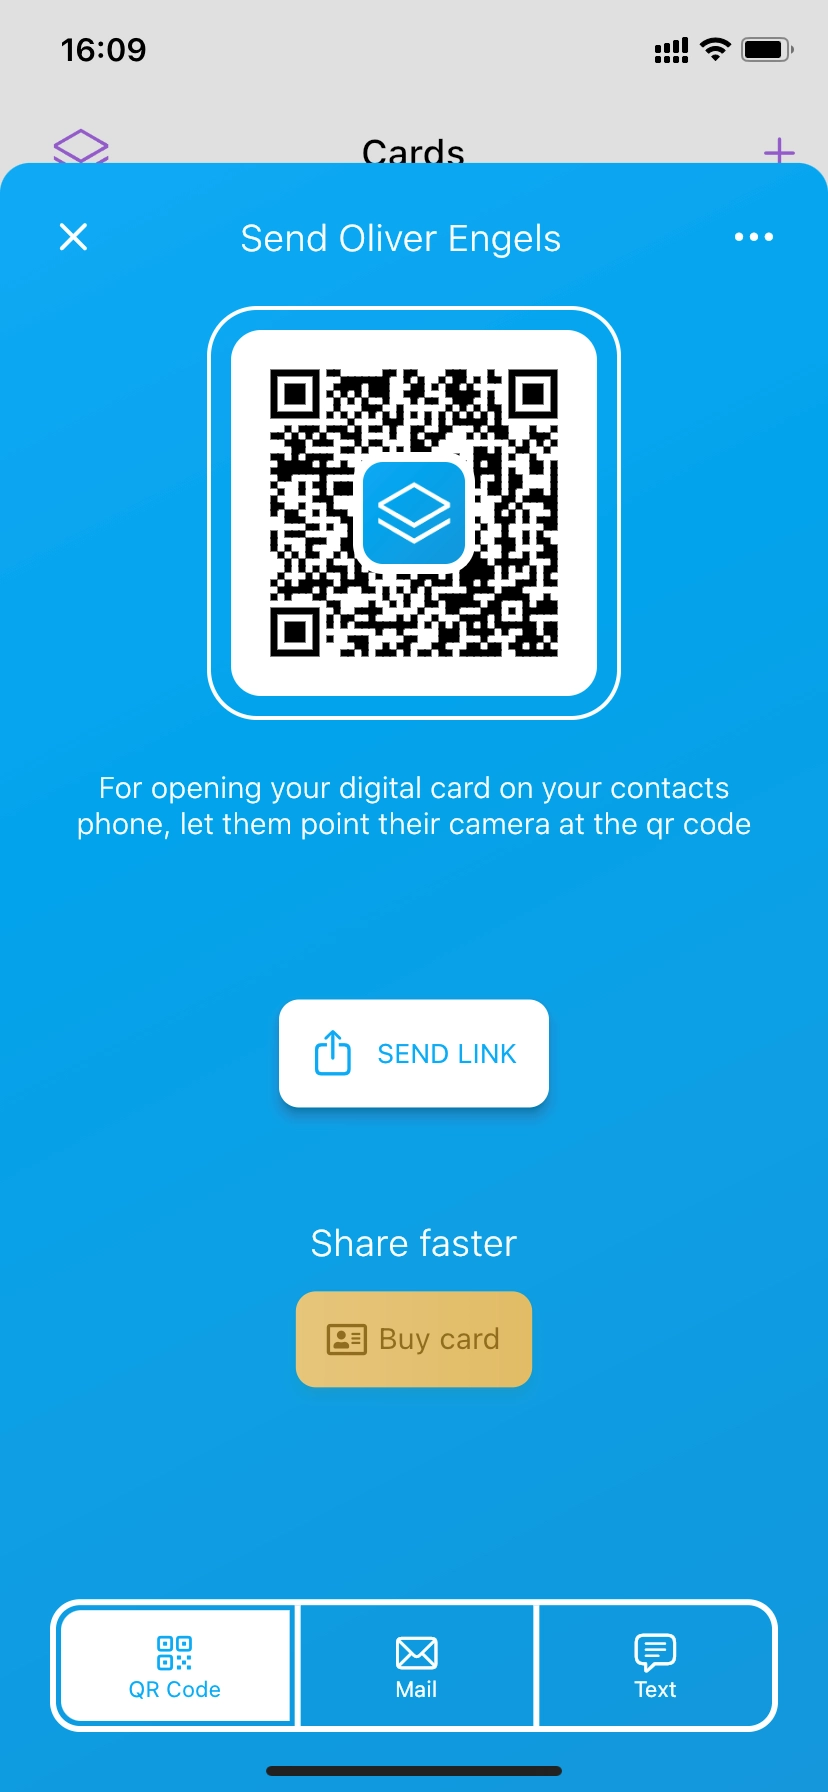 16:09
Cards
Send Oliver Engels
For opening your digital card on your contacts
phone, let them point their camera at the qr code
SEND LINK
Share faster
Buy card
QR Code
Mail
Text